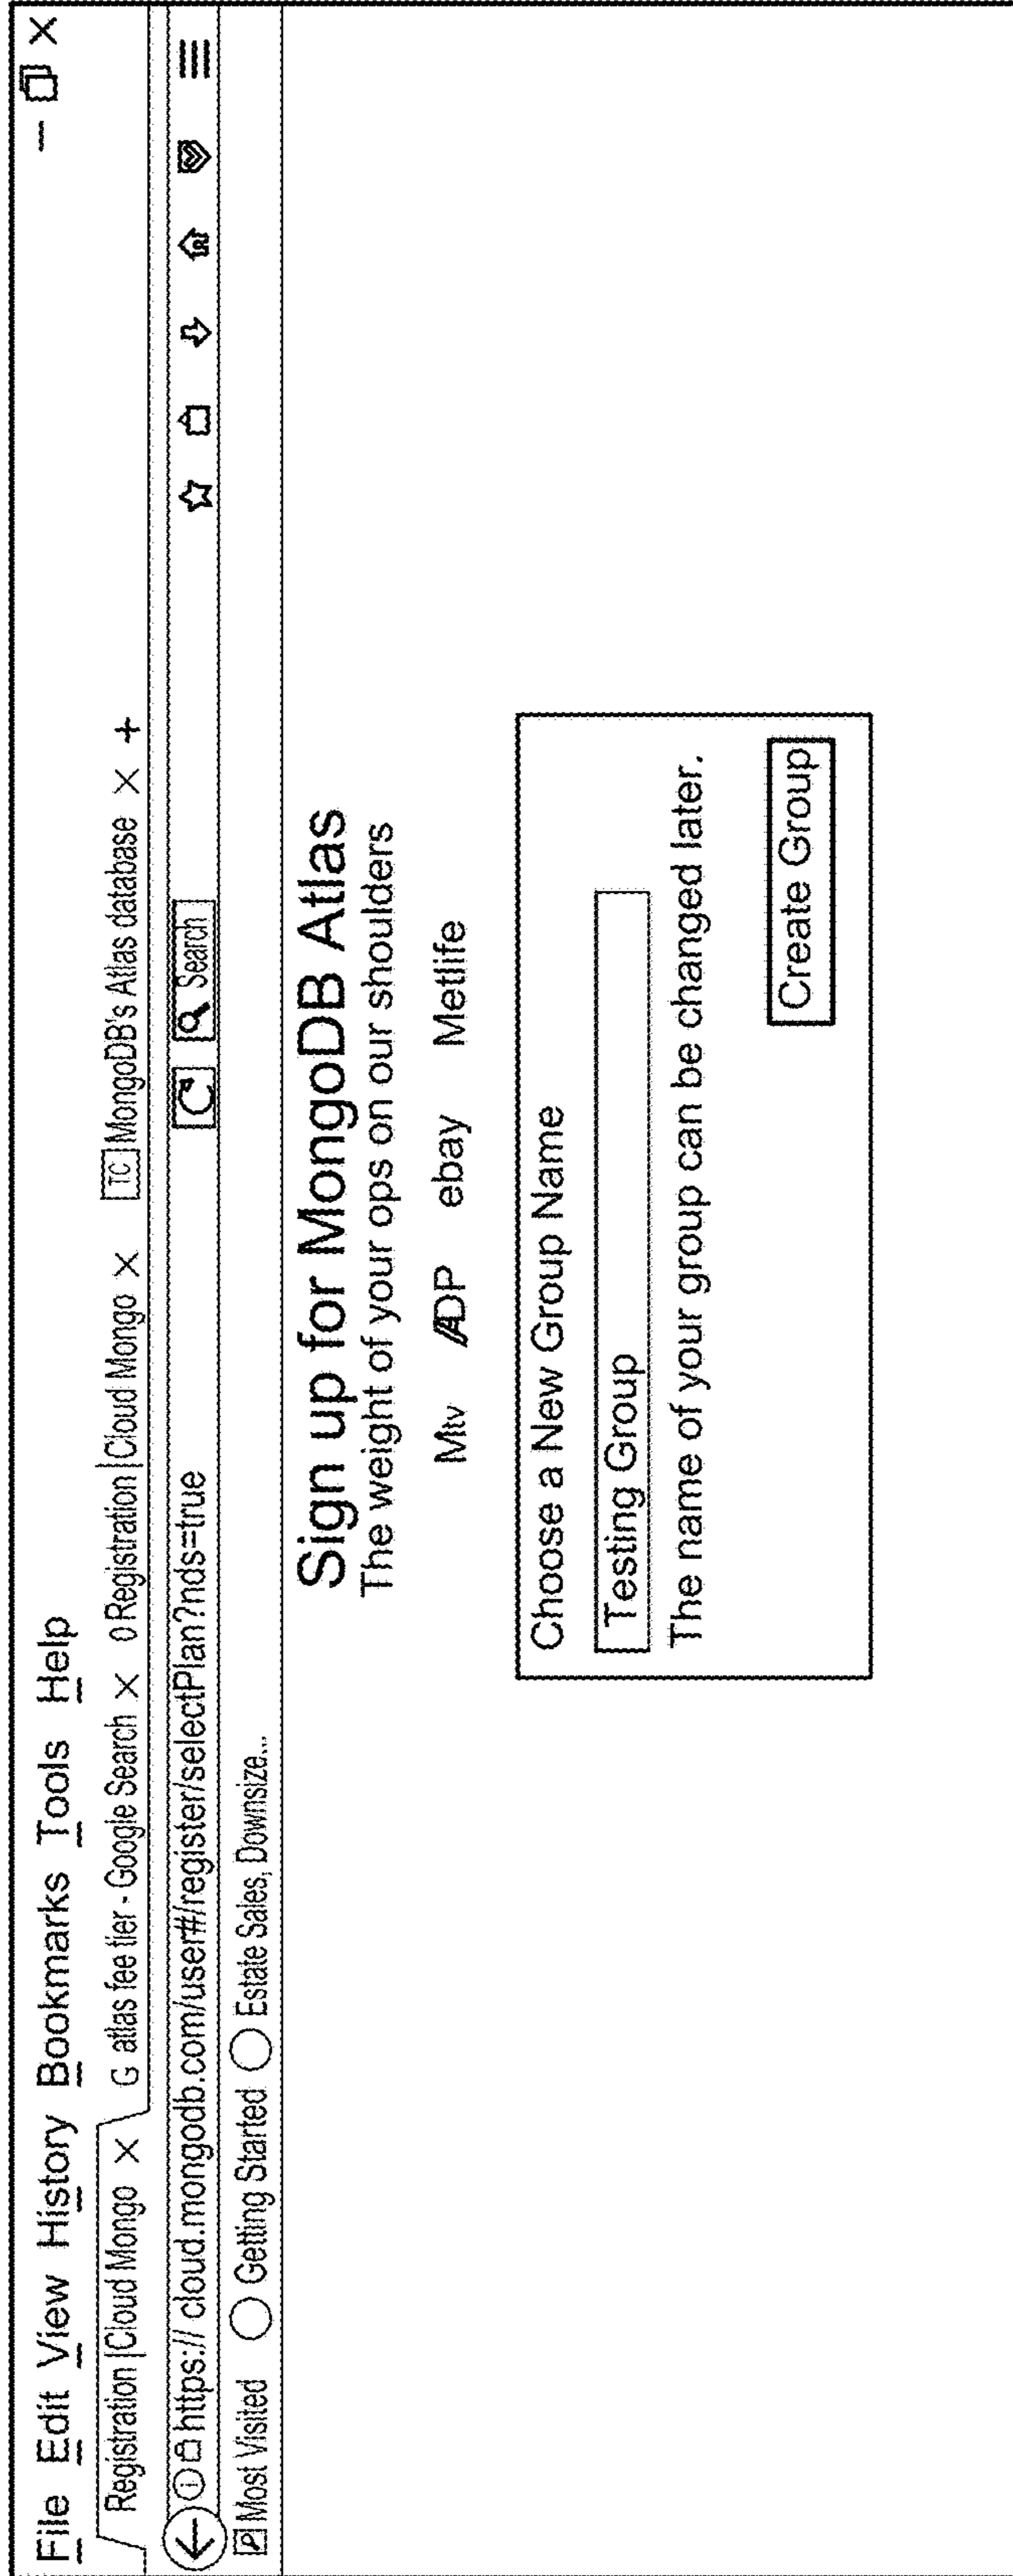 File Edit View History Bookmarks Tools Help
Registration | Cloud Mongo X G atlas fee tier - Google Search X 0 Registration | Cloud Mongo X TC MongoDB's Atlas database X +
https:// cloud.mongodb.com/user#/register/selectPlan?nds=true Search
Most Visited Getting Started Estate Sales, Downsize...
Sign up for MongoDB Atlas
The weight of your ops on our shoulders
Mtv ADP ebay Metlife
Choose a New Group Name
Testing Group
The name of your group can be changed later.
Create Group